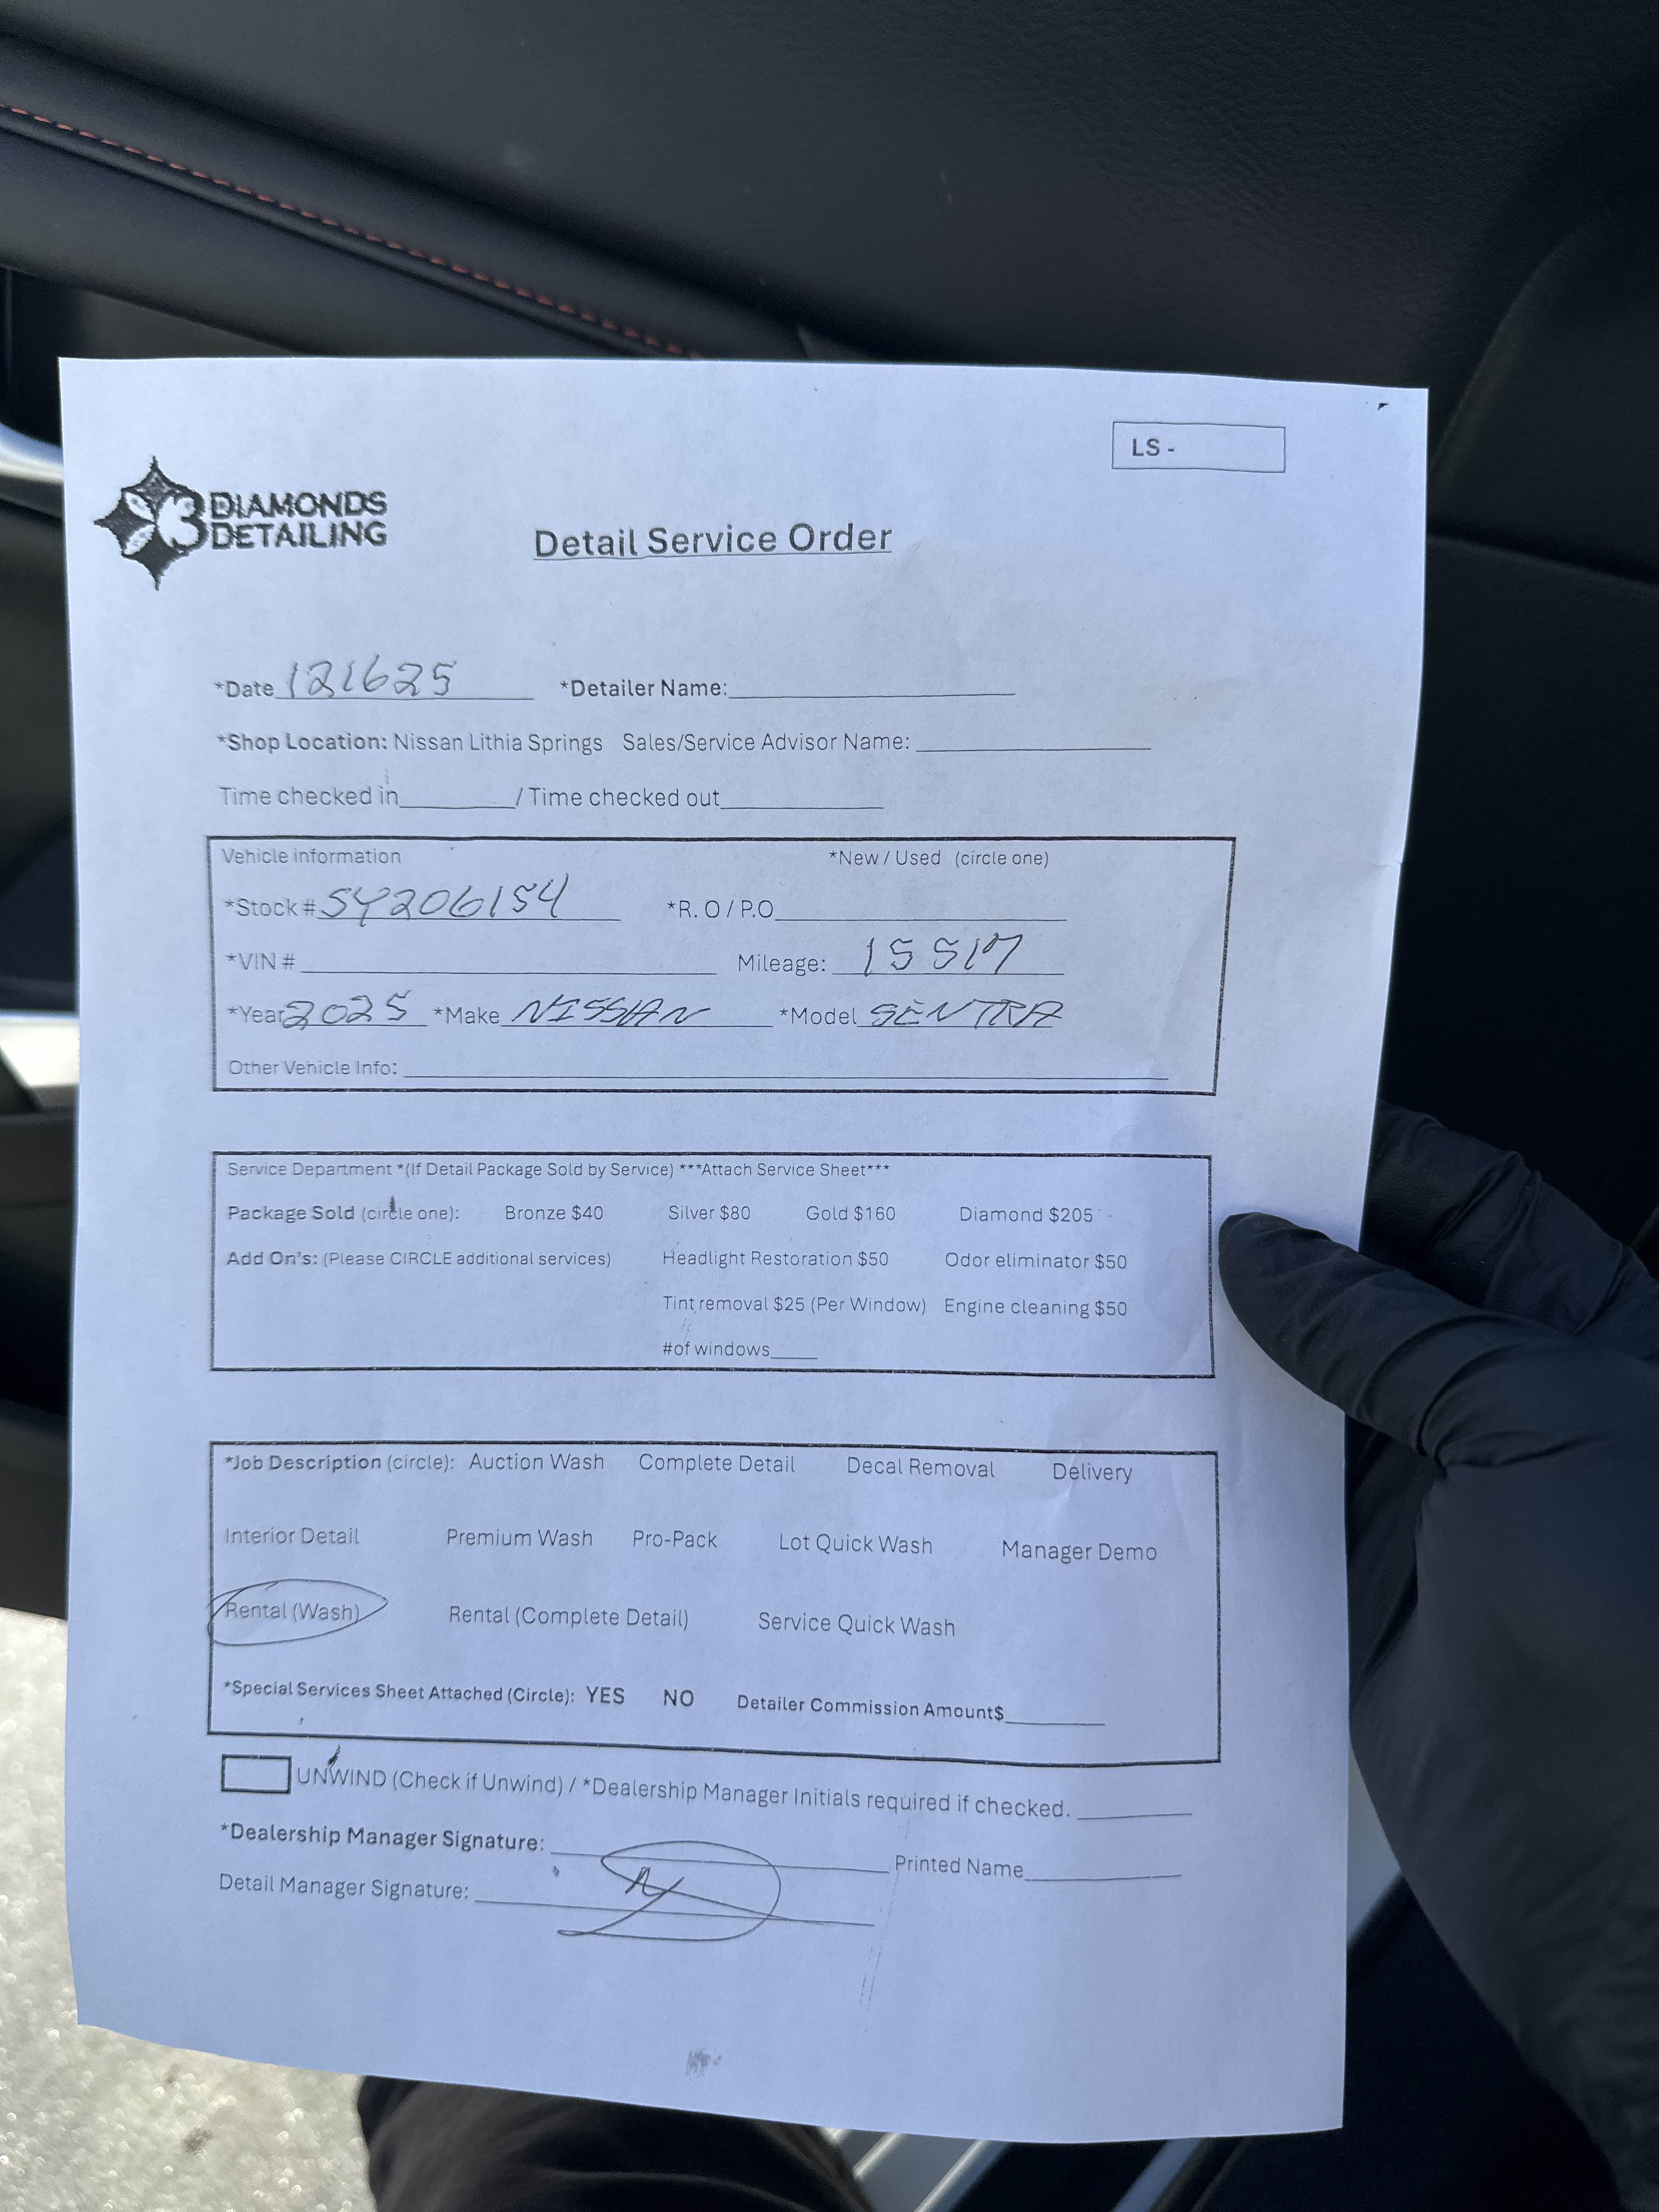 LS -
3 DIAMONDS
DETAILING
Detail Service Order
*Date 121625 *Detailer Name:
*Shop Location: Nissan Lithia Springs Sales/Service Advisor Name:
Time checked in / Time checked out
Vehicle information *New / Used (circle one)
*Stock # SY206154 *R. O / P.O
*VIN # Mileage: 15517
*Year 2025 *Make NISSAN *Model SENTRA
Other Vehicle Info:
Service Department *(If Detail Package Sold by Service) ***Attach Service Sheet***
Package Sold (circle one): Bronze $40 Silver $80 Gold $160 Diamond $205
Add On's: (Please CIRCLE additional services) Headlight Restoration $50 Odor eliminator $50
Tint removal $25 (Per Window) Engine cleaning $50
#of windows
*Job Description (circle): Auction Wash Complete Detail Decal Removal Delivery
Interior Detail Premium Wash Pro-Pack Lot Quick Wash Manager Demo
Rental (Wash) Rental (Complete Detail) Service Quick Wash
*Special Services Sheet Attached (Circle): YES NO Detailer Commission Amount$
UNWIND (Check if Unwind) / *Dealership Manager Initials required if checked.
*Dealership Manager Signature: Printed Name
Detail Manager Signature: